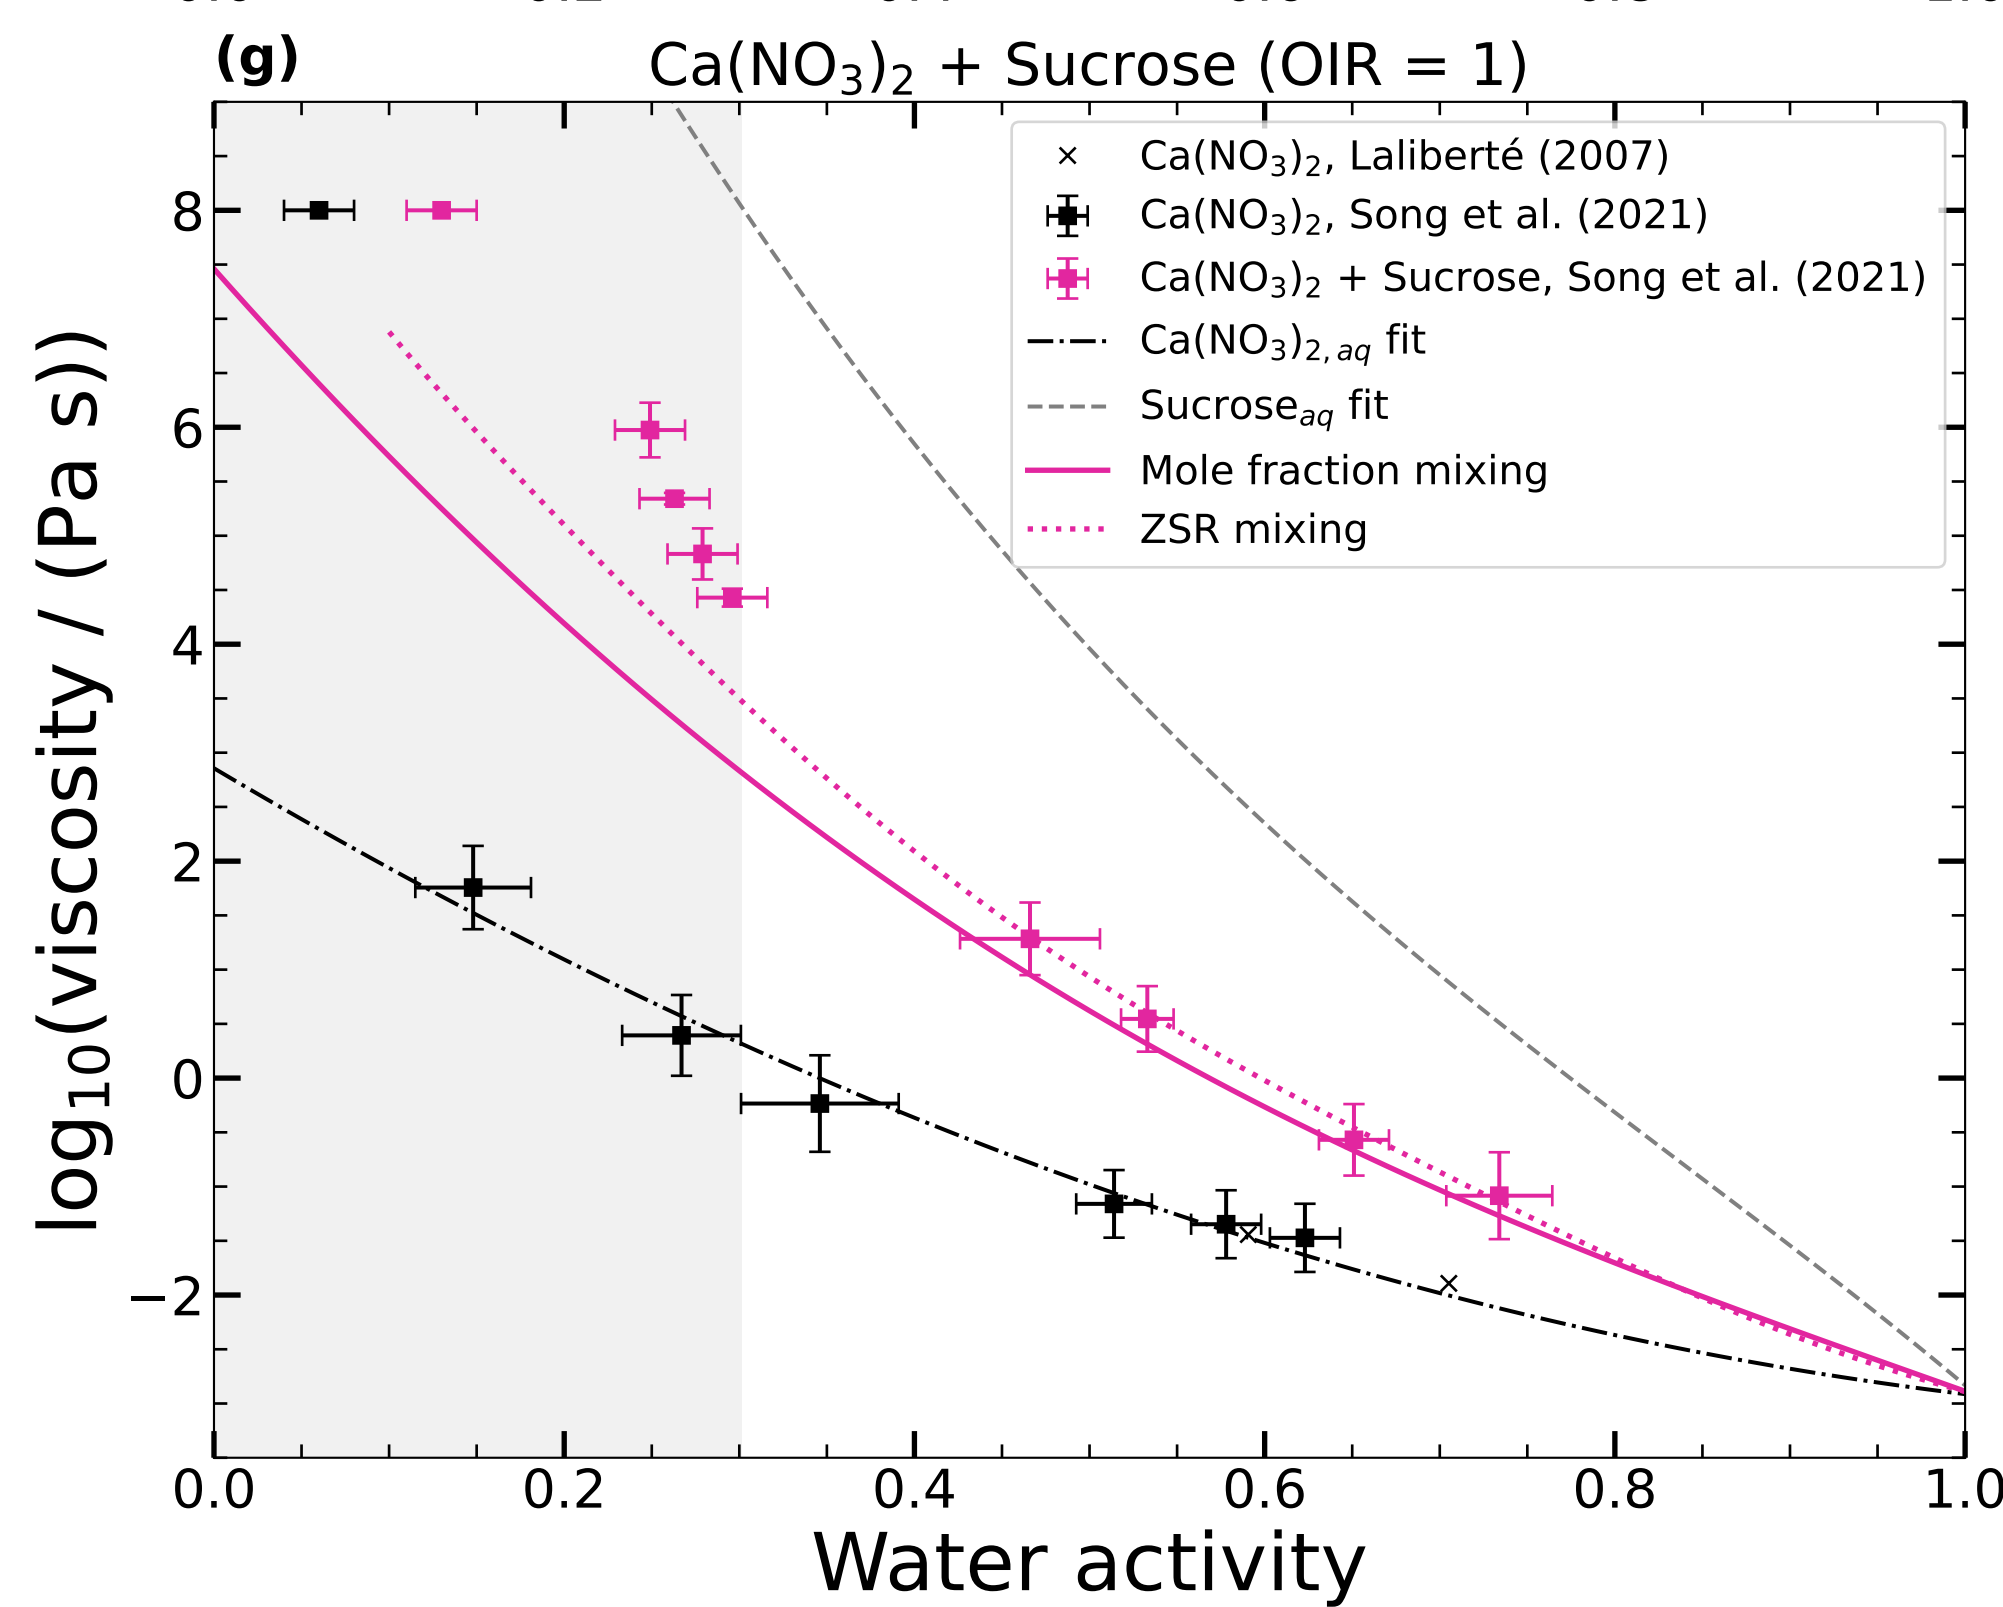 (g)
Ca(NO₃)₂ + Sucrose (OIR = 1)
Ca(NO₃)₂, Laliberté (2007)
Ca(NO₃)₂, Song et al. (2021)
Ca(NO₃)₂ + Sucrose, Song et al. (2021)
Ca(NO₃)₂,aq fit
Sucroseaq fit
Mole fraction mixing
ZSR mixing
log₁₀(viscosity / (Pa s))
8
6
4
2
0
−2
0.0 0.2 0.4 0.6 0.8 1.0
Water activity